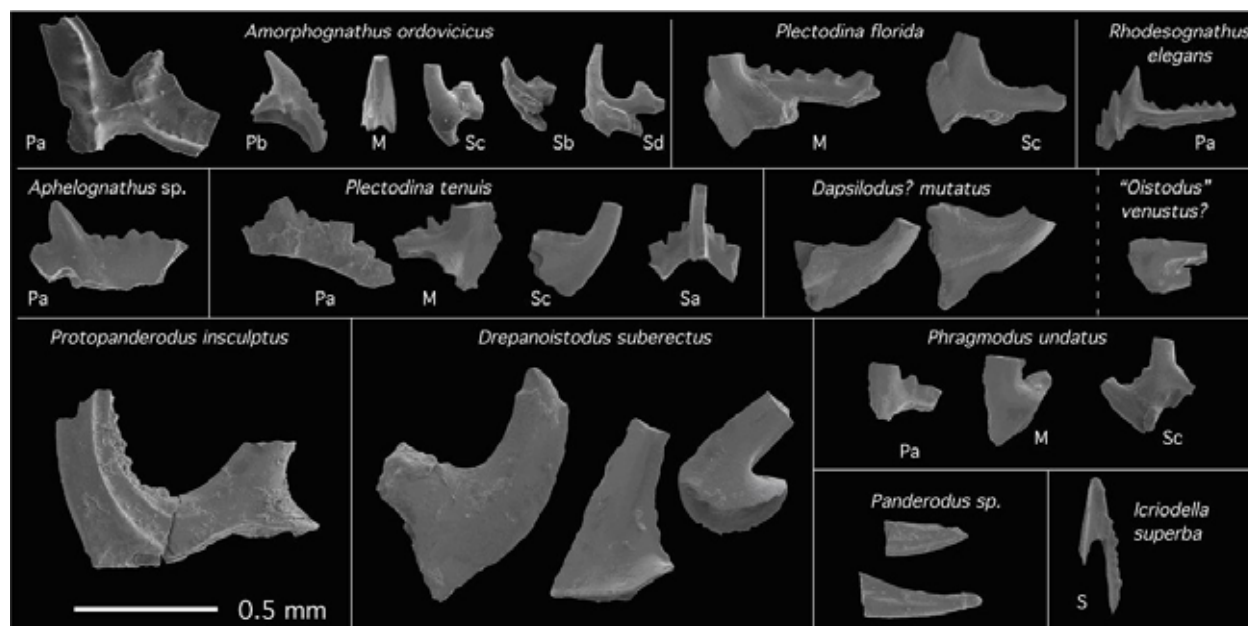 Amorphognathus ordovicicus
Pa
Pb
M
Sc
Sb
Sd
Plectodina florida
M
Sc
Rhodesognathus
elegans
Pa
Aphelognathus sp.
Pa
Plectodina tenuis
Pa
M
Sc
Sa
Dapsilodus? mutatus
"Oistodus"
venustus?
Protopanderodus insculptus
0.5 mm
Drepanoistodus suberectus
Phragmodus undatus
Pa
M
Sc
Panderodus sp.
Icriodella
superba
S